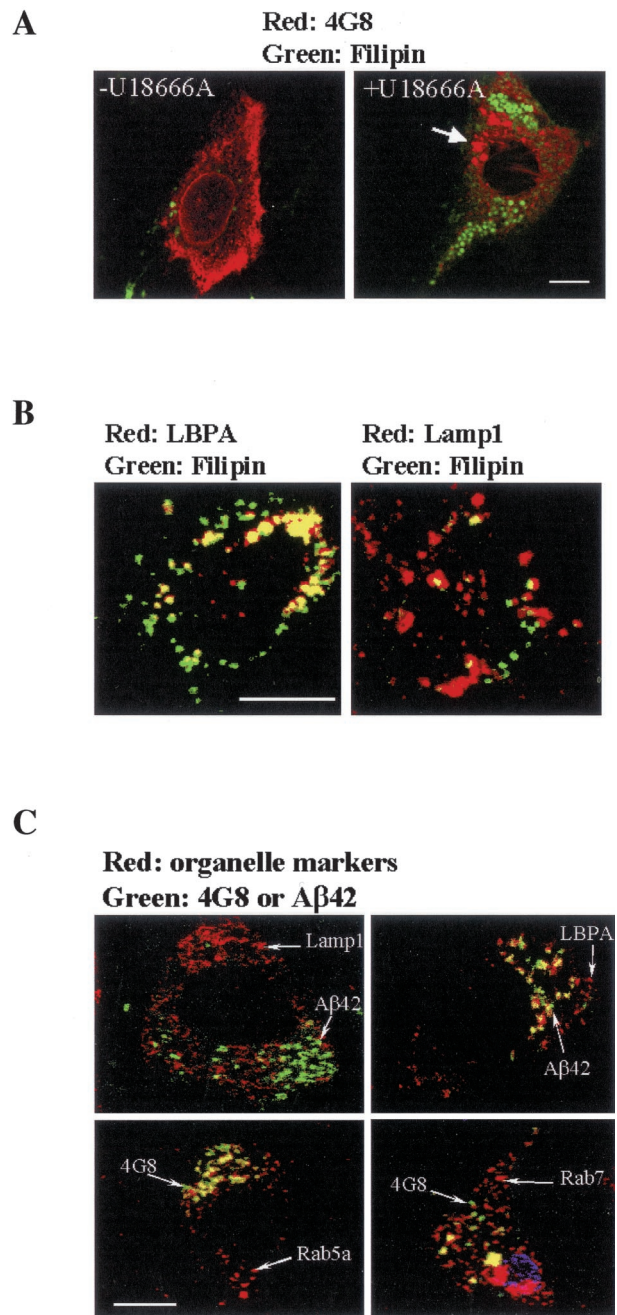 A
Red: 4G8
Green: Filipin
-U18666A
+U18666A
B
Red: LBPA
Green: Filipin
Red: Lamp1
Green: Filipin
C
Red: organelle markers
Green: 4G8 or Aβ42
Lamp1
Aβ42
LBPA
Aβ42
4G8
Rab5a
4G8
Rab7